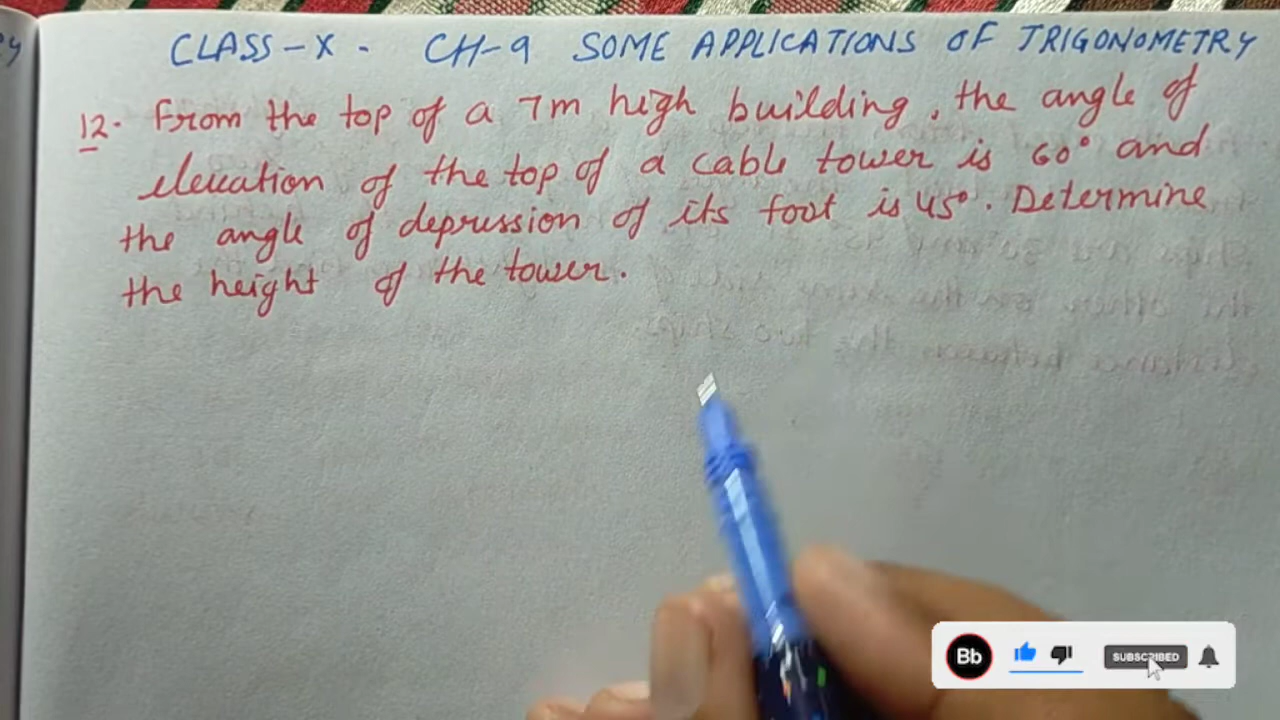 CLASS-X - CH-9 SOME APPLICATIONS OF TRIGONOMETRY
12. From the top of a 7m high building, the angle of
elevation of the top of a cable tower is 60° and
the angle of depression of its foot is 45°. Determine
the height of the tower.
Bb SUBSCRIBED